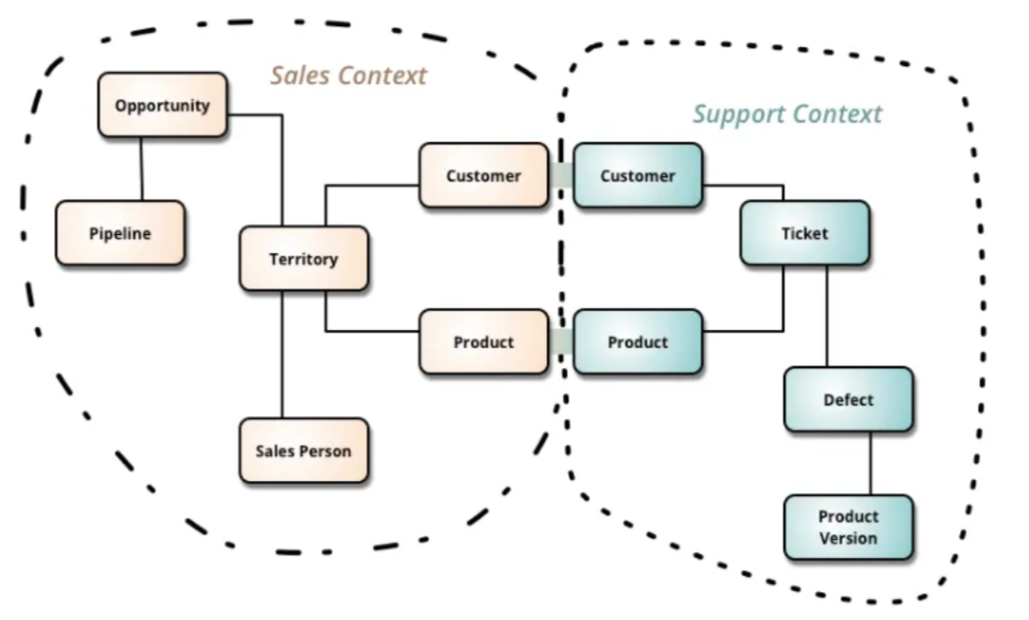 Sales Context
Opportunity
Pipeline
Territory
Customer
Product
Sales Person
Support Context
Customer
Ticket
Product
Defect
Product
Version